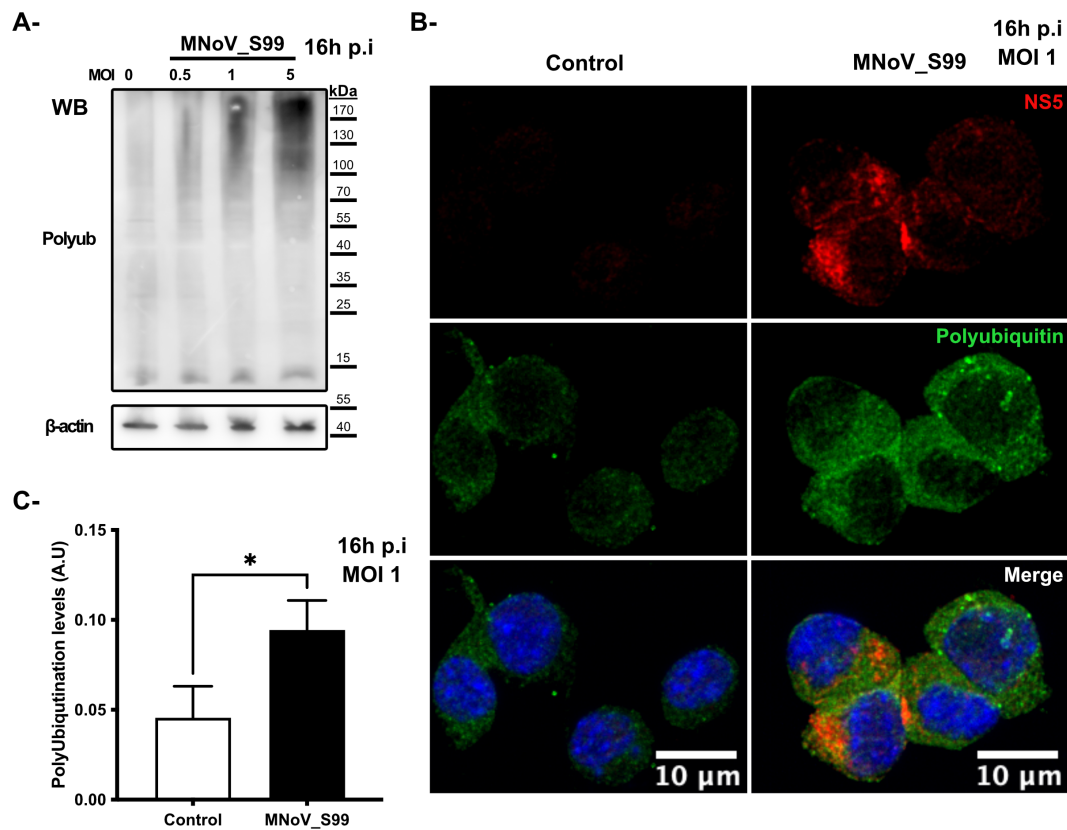 A-
MNoV_S99 16h p.i
MOI 0 0.5 1 5
WB
kDa
170
130
100
70
55
Polyub
40
35
25
15
55
β-actin
40
B-
16h p.i
MOI 1
Control
MNoV_S99
NS5
Polyubiquitin
Merge
10 µm
10 µm
C-
16h p.i
MOI 1
PolyUbiqutination levels (A.U)
0.15
0.10
0.05
0.00
*
Control
MNoV_S99